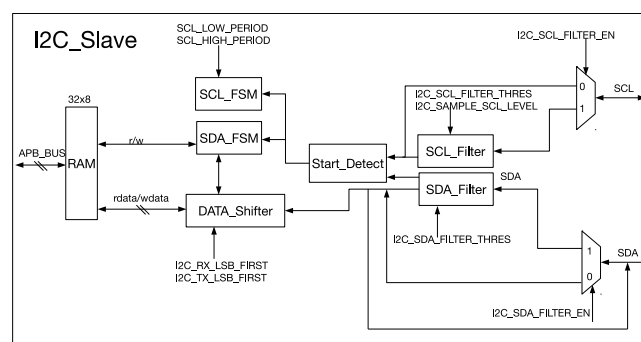 I2C_Slave
SCL_LOW_PERIOD
SCL_HIGH_PERIOD
I2C_SCL_FILTER_EN
SCL_FSM
I2C_SCL_FILTER_THRES
I2C_SAMPLE_SCL_LEVEL
0
1
SCL
32x8
RAM
r/w
SDA_FSM
APB_BUS
Start_Detect
SCL_Filter
SDA
rdata/wdata
DATA_Shifter
SDA_Filter
I2C_SDA_FILTER_THRES
I2C_RX_LSB_FIRST
I2C_TX_LSB_FIRST
1
0
SDA
I2C_SDA_FILTER_EN